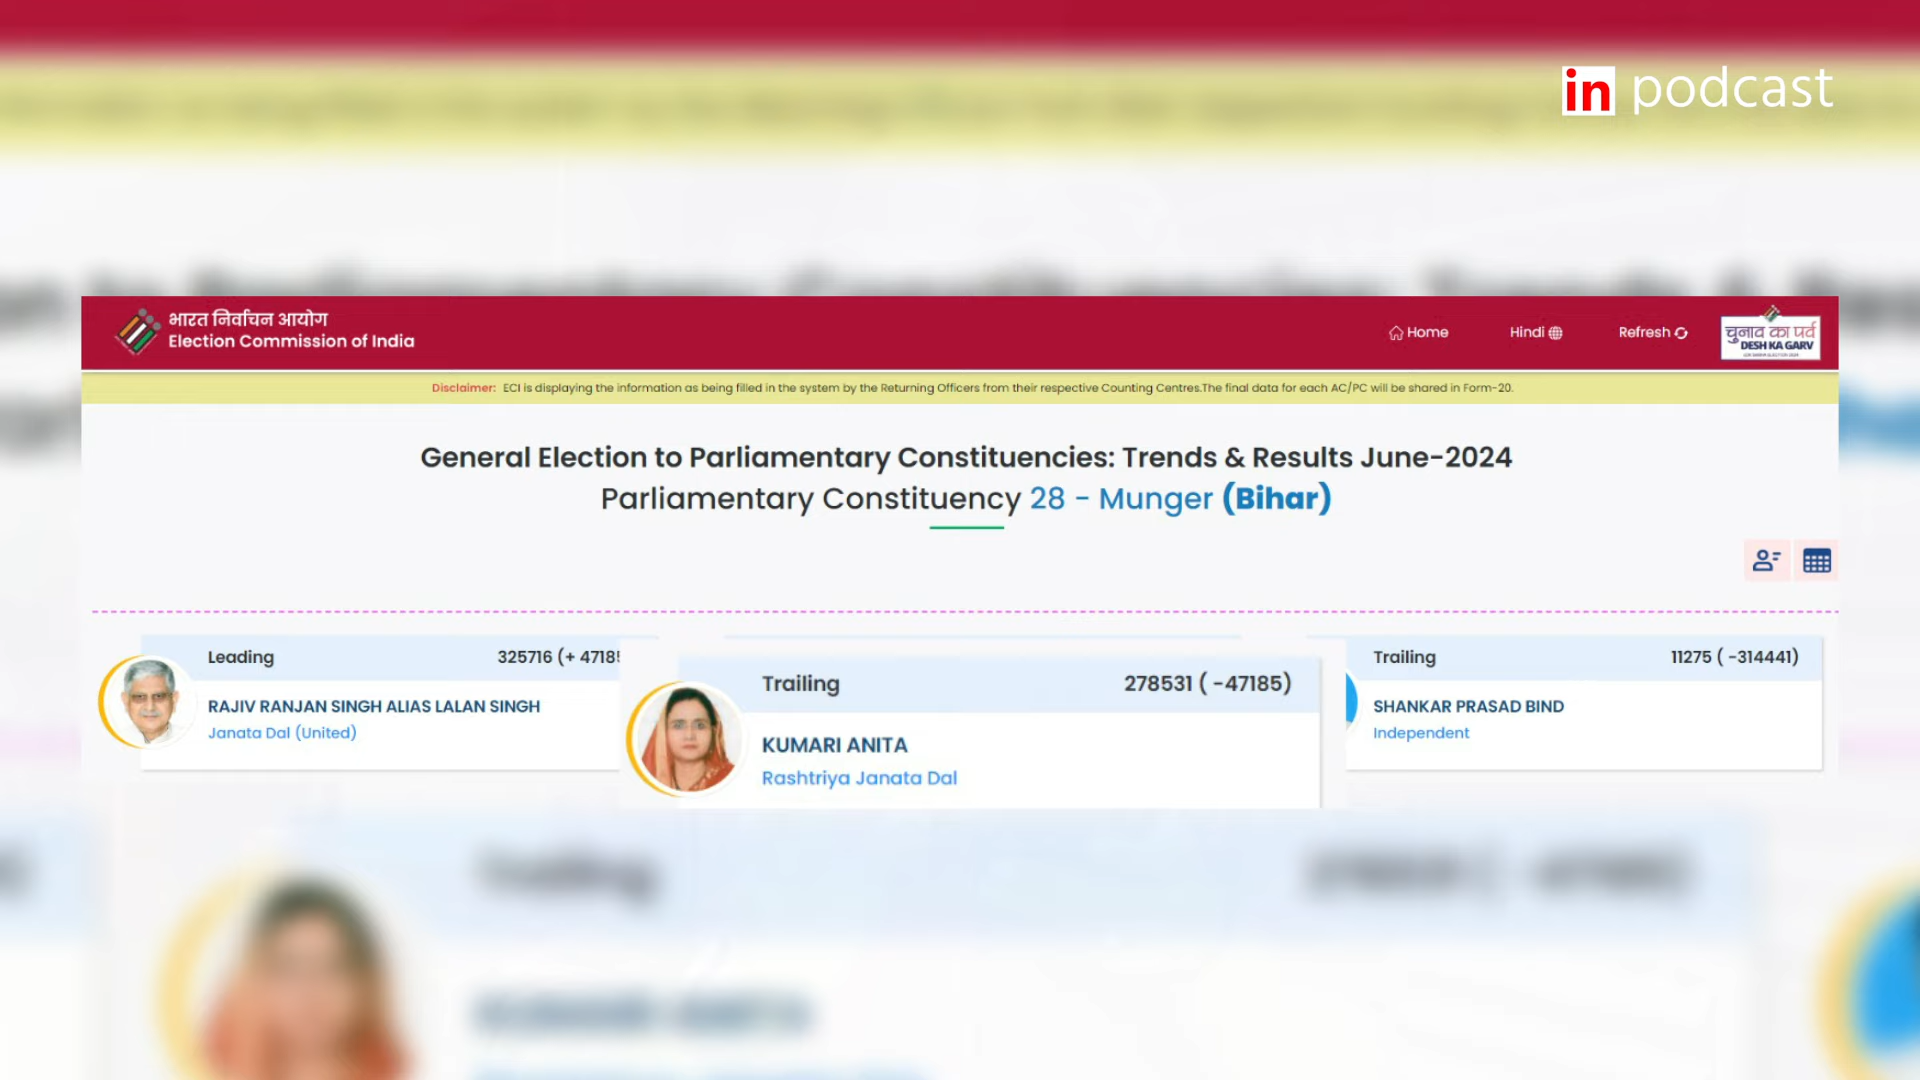 in podcast
भारत निर्वाचन आयोग
Election Commission of India
Home
Hindi
Refresh
चुनाव का पर्व
DESH KA GARV
Disclaimer: ECI is displaying the information as being filled in the system by the Returning Officers from their respective Counting Centres.The final data for each AC/PC will be shared in Form-20.
General Election to Parliamentary Constituencies: Trends & Results June-2024
Parliamentary Constituency 28 - Munger (Bihar)
Leading 325716 (+ 4718
RAJIV RANJAN SINGH ALIAS LALAN SINGH
Janata Dal (United)
Trailing 278531 ( -47185)
KUMARI ANITA
Rashtriya Janata Dal
Trailing 11275 ( -314441)
SHANKAR PRASAD BIND
Independent